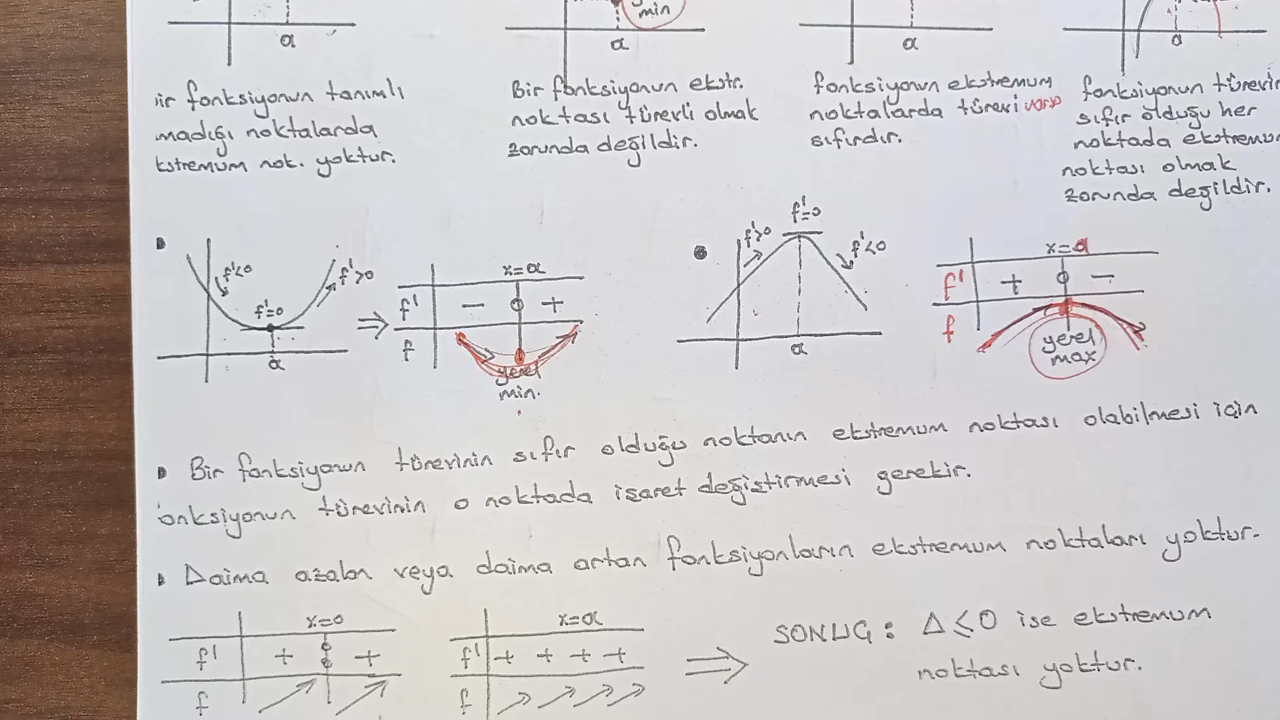 min
a
a
a
a
ir fonksiyonun tanımlı
madığı noktalarda
kstremum nok. yoktur.
Bir fonksiyonun ekstr.
noktası türevli olmak
zorunda değildir.
fonksiyonun ekstremum
noktalarda türevi varsa
sıfırdır.
fonksiyonun türevin
sıfır olduğu her
noktada ekstremu
noktası olmak
zorunda değildir.
f'<0
f'=0
f'>0
a
x=a
f' - 0 +
f
yerel
min.
f'=0
f'>0
f'<0
a
x=a
f' + 0 -
f
yerel
max
Bir fonksiyonun türevinin sıfır olduğu noktanın ekstremum noktası olabilmesi için
onksiyonun türevinin o noktada işaret değiştirmesi gerekir.
Daima azalan veya daima artan fonksiyonların ekstremum noktaları yoktur.
x=0
f' + +
f
x=a
f' + + + +
f
SONUÇ : Δ≤0 ise ekstremum
noktası yoktur.